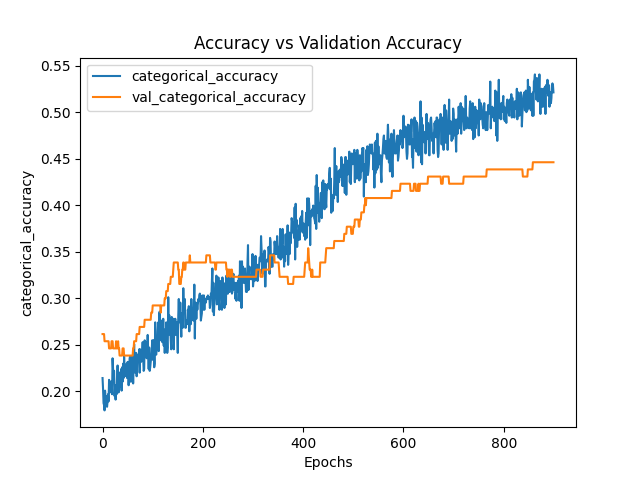 Accuracy vs Validation Accuracy
categorical_accuracy
val_categorical_accuracy
0.55
0.50
0.45
0.40
0.35
0.30
0.25
0.20
categorical_accuracy
0 200 400 600 800
Epochs